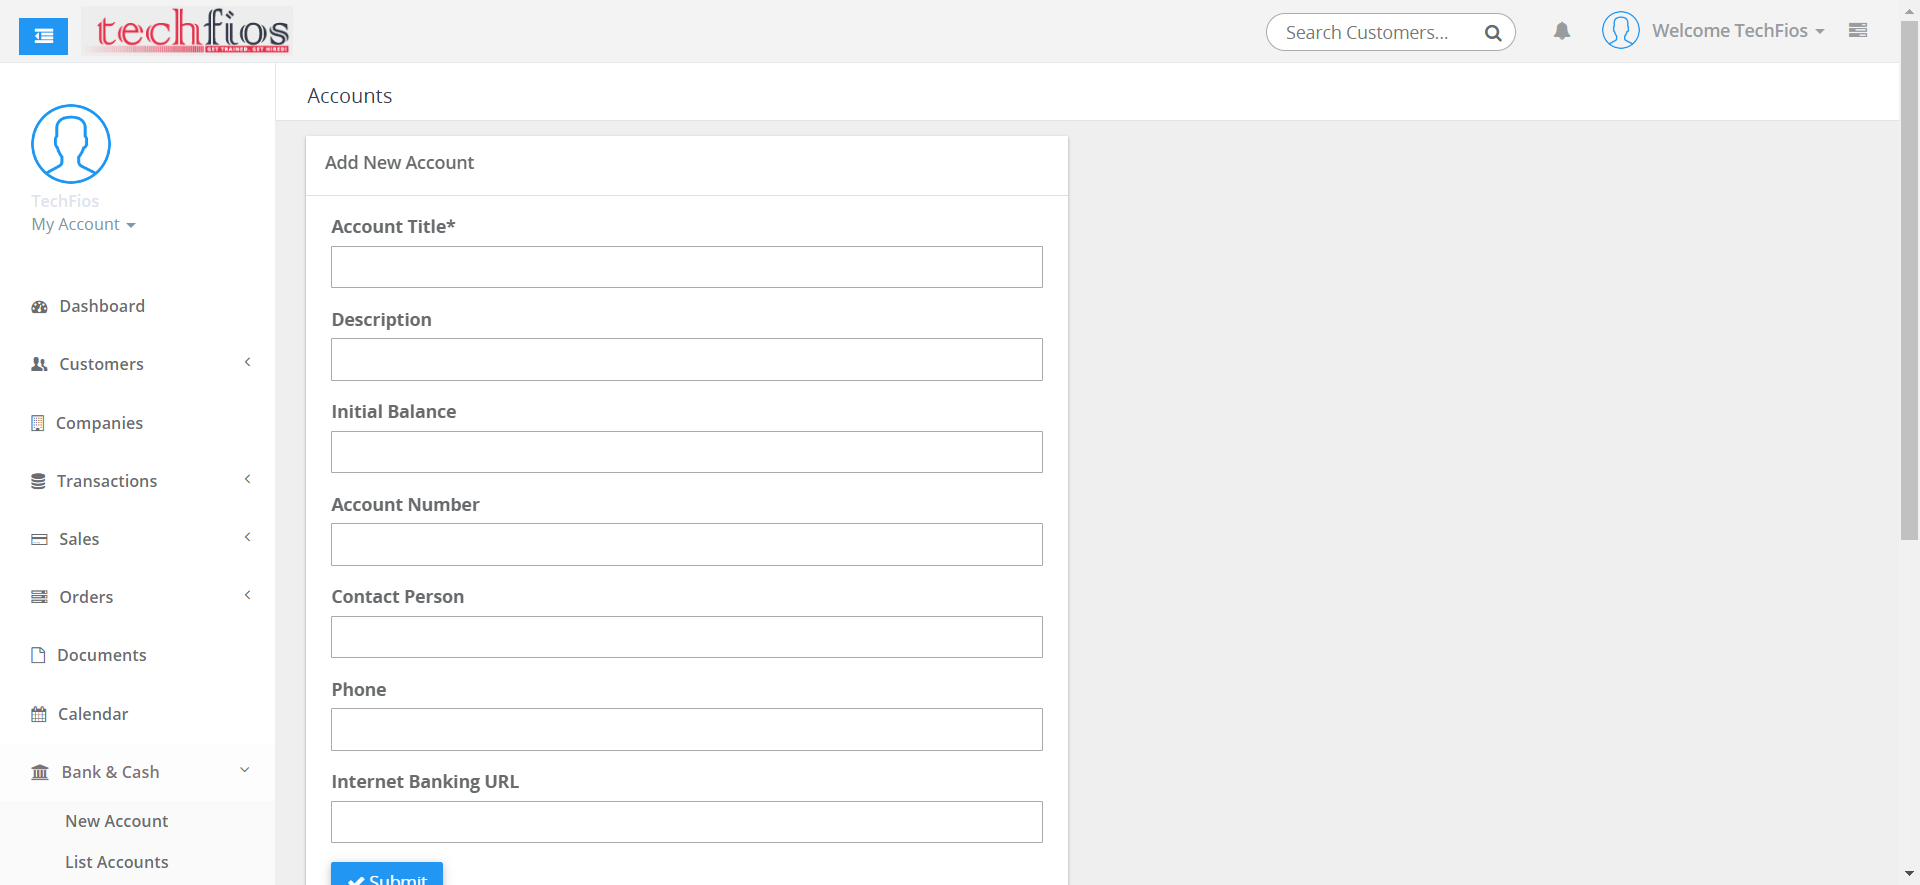 techfios
GET TRAINED. GET HIRED!
Search Customers...
Welcome TechFios
TechFios
My Account
Dashboard
Customers
Companies
Transactions
Sales
Orders
Documents
Calendar
Bank & Cash
New Account
List Accounts
Accounts
Add New Account
Account Title*
Description
Initial Balance
Account Number
Contact Person
Phone
Internet Banking URL
Submit